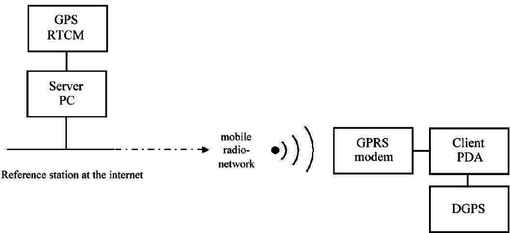 GPS
RTCM
Server
PC
Reference station at the internet
mobile
radio-
network
GPRS
modem
Client
PDA
DGPS